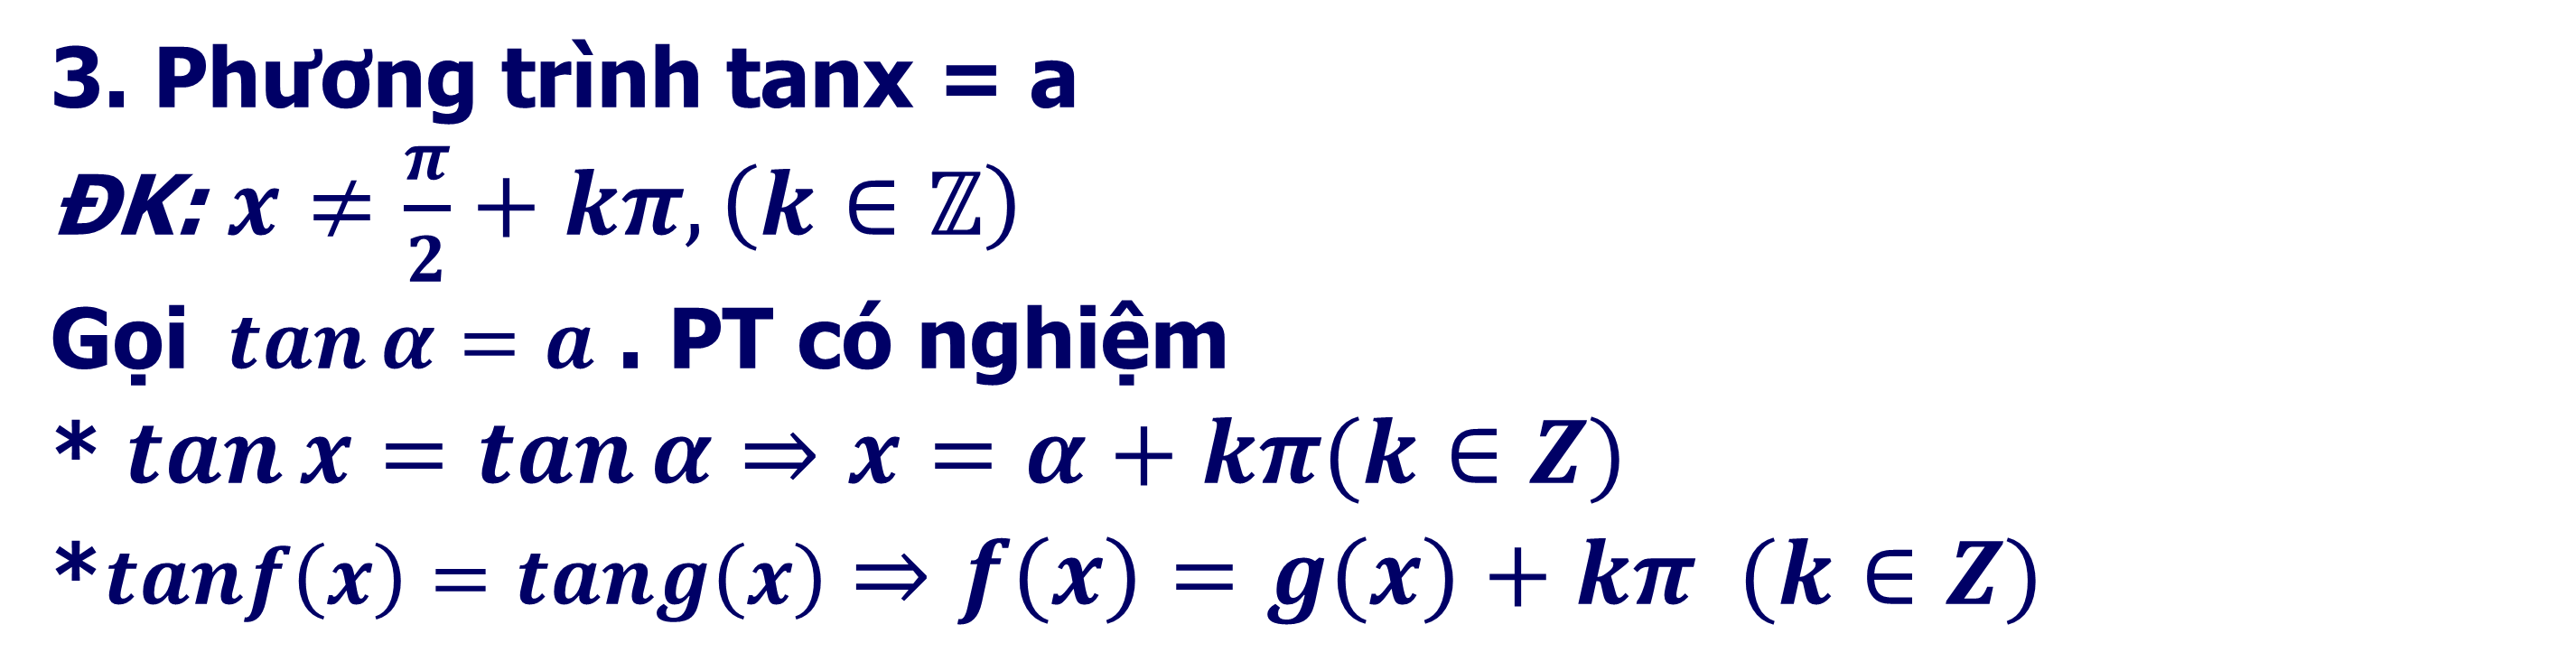 3. Phương trình tanx = a
ĐK: x ≠ π/2 + kπ, (k ∈ ℤ)
Gọi tan α = a . PT có nghiệm
* tan x = tan α ⇒ x = α + kπ(k ∈ Z)
*tanf(x) = tang(x) ⇒ f(x) = g(x) + kπ (k ∈ Z)